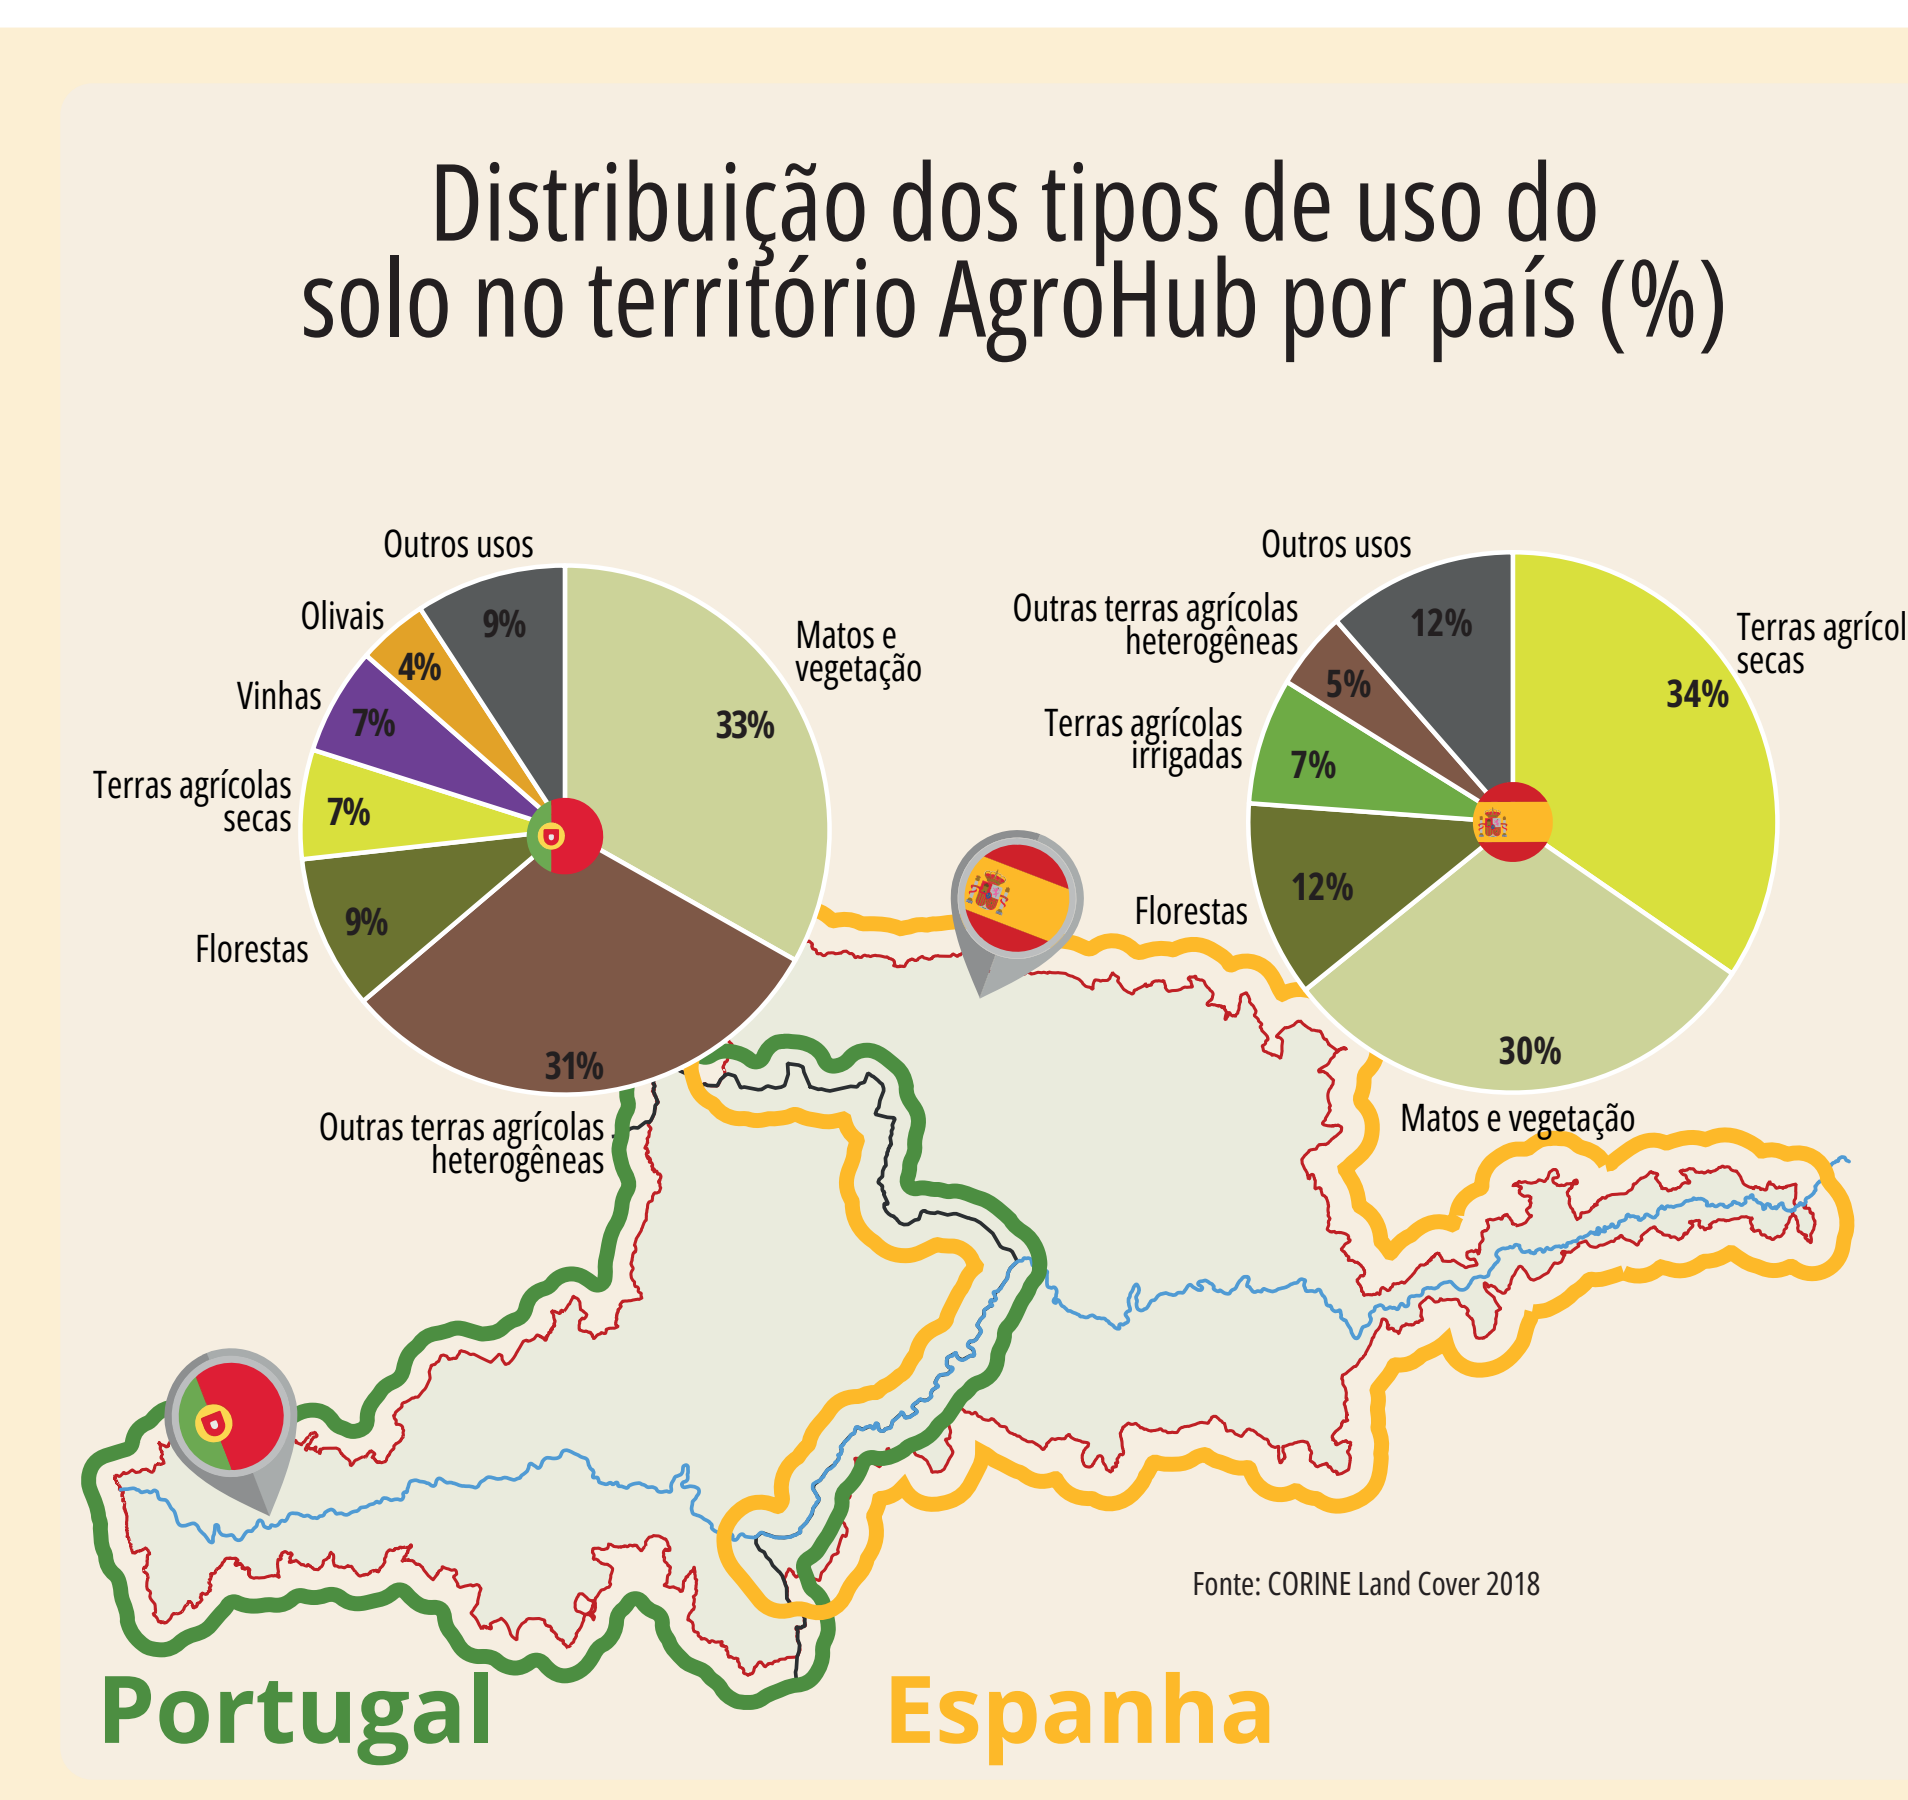 Distribuição dos tipos de uso do
solo no território AgroHub por país (%)
Outros usos
Olivais
Vinhas
Terras agrícolas
secas
Florestas
Outras terras agrícolas
heterogêneas
Matos e
vegetação
9%
4%
7%
7%
9%
31%
33%
Outros usos
Outras terras agrícolas
heterogêneas
Terras agrícolas
irrigadas
Florestas
Matos e vegetação
Terras agrícol
secas
12%
5%
7%
12%
30%
34%
Fonte: CORINE Land Cover 2018
Portugal
Espanha